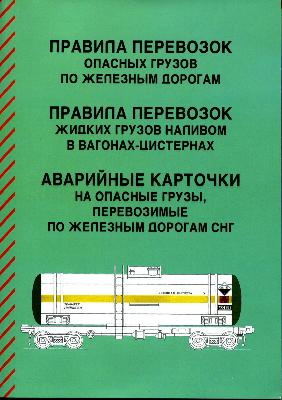 ПРАВИЛА ПЕРЕВОЗОК
ОПАСНЫХ ГРУЗОВ
ПО ЖЕЛЕЗНЫМ ДОРОГАМ
ПРАВИЛА ПЕРЕВОЗОК
ЖИДКИХ ГРУЗОВ НАЛИВОМ
В ВАГОНАХ-ЦИСТЕРНАХ
АВАРИЙНЫЕ КАРТОЧКИ
НА ОПАСНЫЕ ГРУЗЫ,
ПЕРЕВОЗИМЫЕ
ПО ЖЕЛЕЗНЫМ ДОРОГАМ СНГ